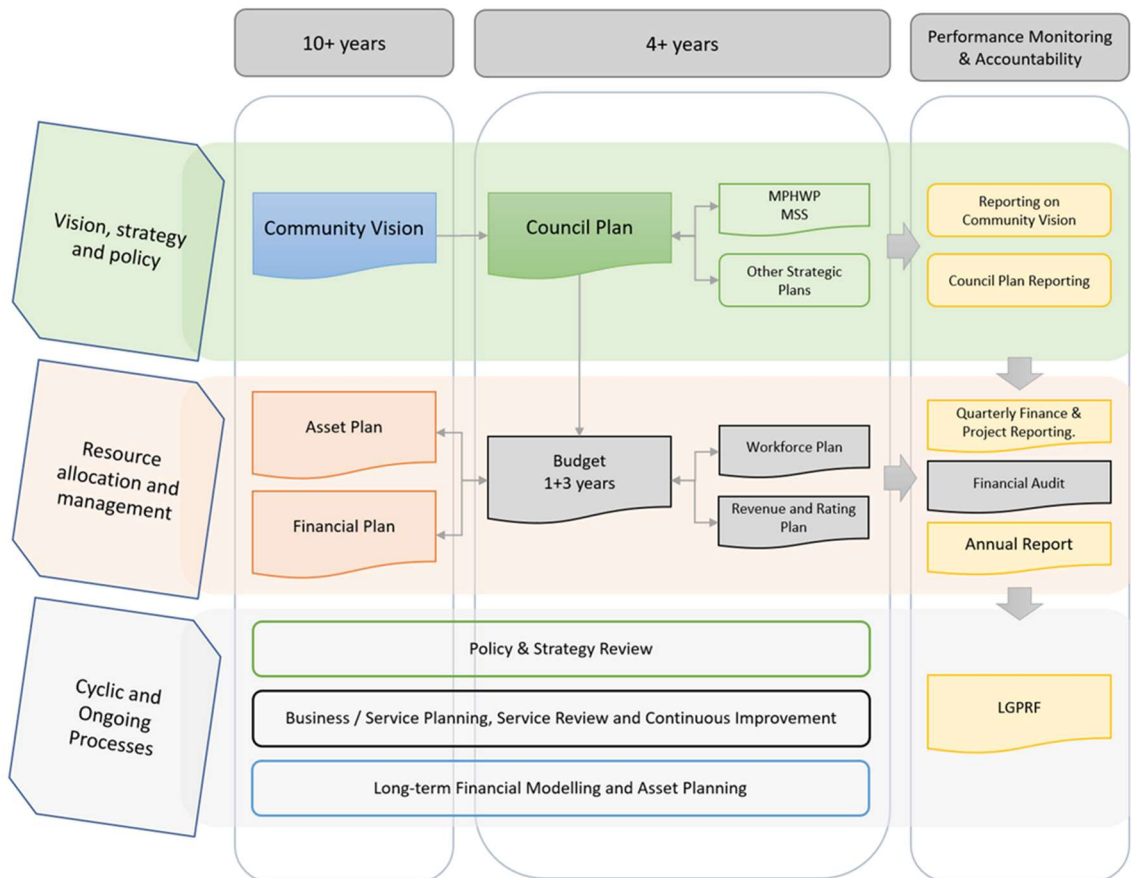 10+ years
4+ years
Performance Monitoring
& Accountability
Vision, strategy
and policy
Community Vision
Council Plan
MPHWP
MSS
Other Strategic
Plans
Reporting on
Community Vision
Council Plan Reporting
Resource
allocation and
management
Asset Plan
Financial Plan
Budget
1+3 years
Workforce Plan
Revenue and Rating
Plan
Quarterly Finance &
Project Reporting.
Financial Audit
Annual Report
Cyclic and
Ongoing
Processes
Policy & Strategy Review
Business / Service Planning, Service Review and Continuous Improvement
Long-term Financial Modelling and Asset Planning
LGPRF